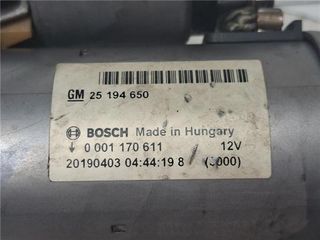 GM 25 194 650
BOSCH Made in Hungary
0 001 170 611 12V
20190403 04:44:19 8 (3000)